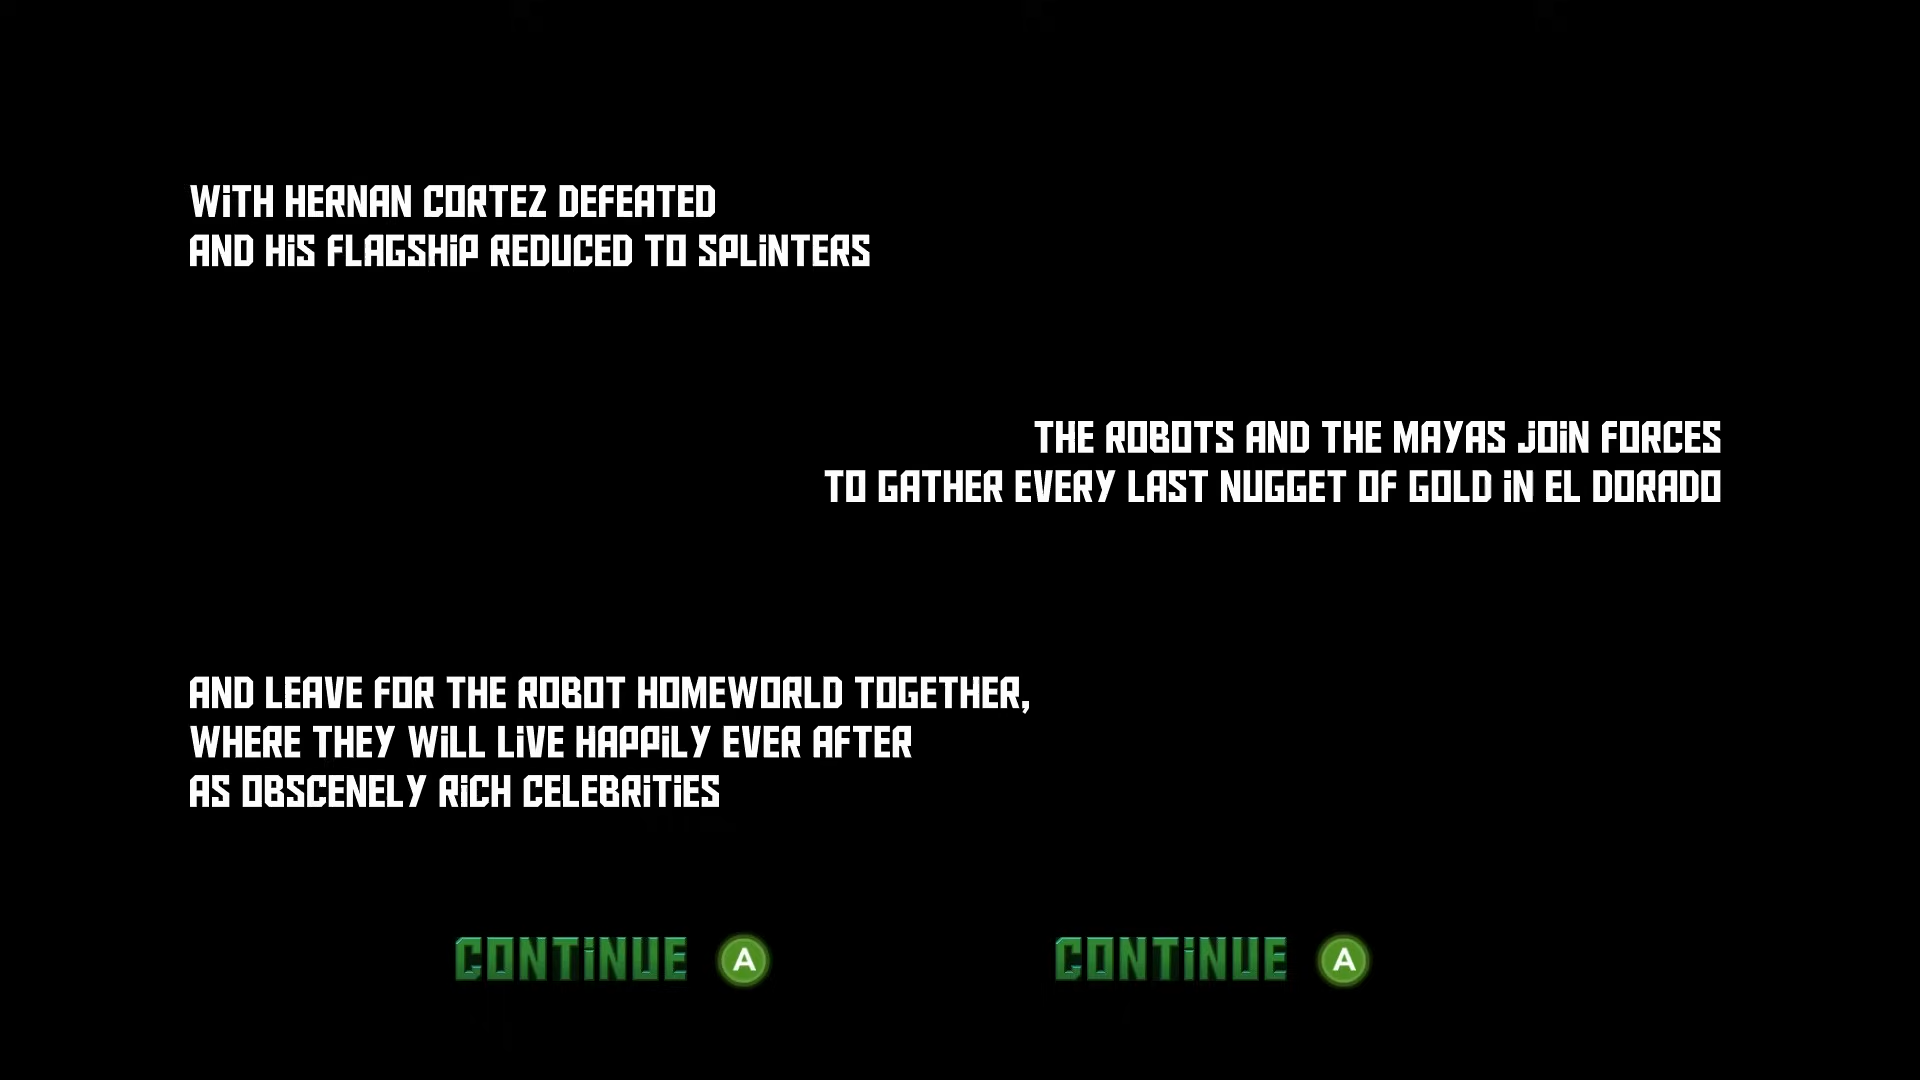 WiTH HERNAN CORTEZ DEFEATED
AND HiS FLAGSHiP REDUCED TO SPLiNTERS
THE ROBOTS AND THE MAYAS JOiN FORCES
TO GATHER EVERY LAST NUGGET OF GOLD iN EL DORADO
AND LEAVE FOR THE ROBOT HOMEWORLD TOGETHER,
WHERE THEY WiLL LiVE HAPPiLY EVER AFTER
AS OBSCENELY RiCH CELEBRiTiES
CONTiNUE A
CONTiNUE A